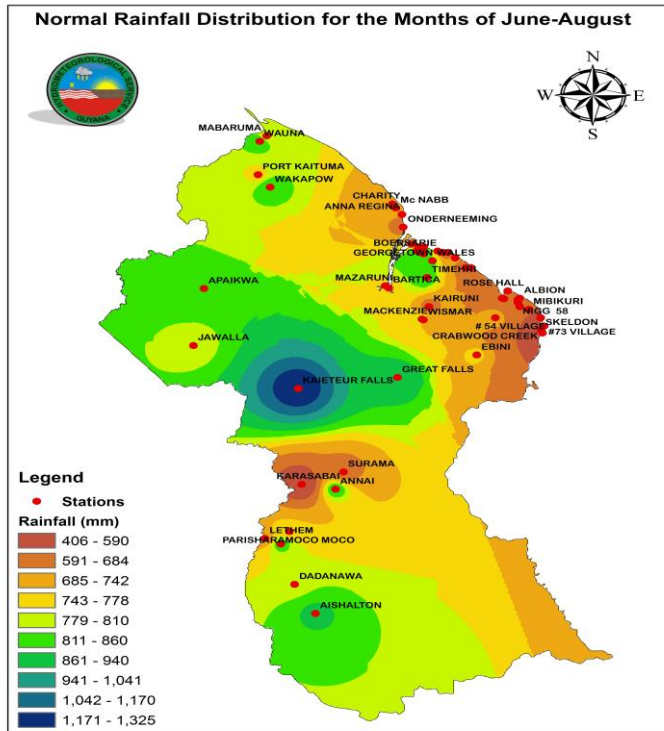 Normal Rainfall Distribution for the Months of June-August
HYDROMETEOROLOGICAL SERVICE
GUYANA
N
W
E
S
MABARUMA
WAUNA
PORT KAITUMA
WAKAPOW
CHARITY
Mc NABB
ANNA REGINA
ONDERNEEMING
BOERSARIE
GEORGETOWN
WALES
TIMEHRI
APAIKWA
MAZARUNI
BARTICA
ROSE HALL
ALBION
KAIRUNI
MIBIKURI
MACKENZIE
WISMAR
NIGG
58
# 54 VILLAGE
SKELDON
CRABWOOD CREEK
#73 VILLAGE
JAWALLA
EBINI
GREAT FALLS
KAIETEUR FALLS
SURAMA
KARASABAI
ANNAI
LETHEM
PARISHARA
MOCO MOCO
DADANAWA
AISHALTON
Legend
Stations
Rainfall (mm)
406 - 590
591 - 684
685 - 742
743 - 778
779 - 810
811 - 860
861 - 940
941 - 1,041
1,042 - 1,170
1,171 - 1,325